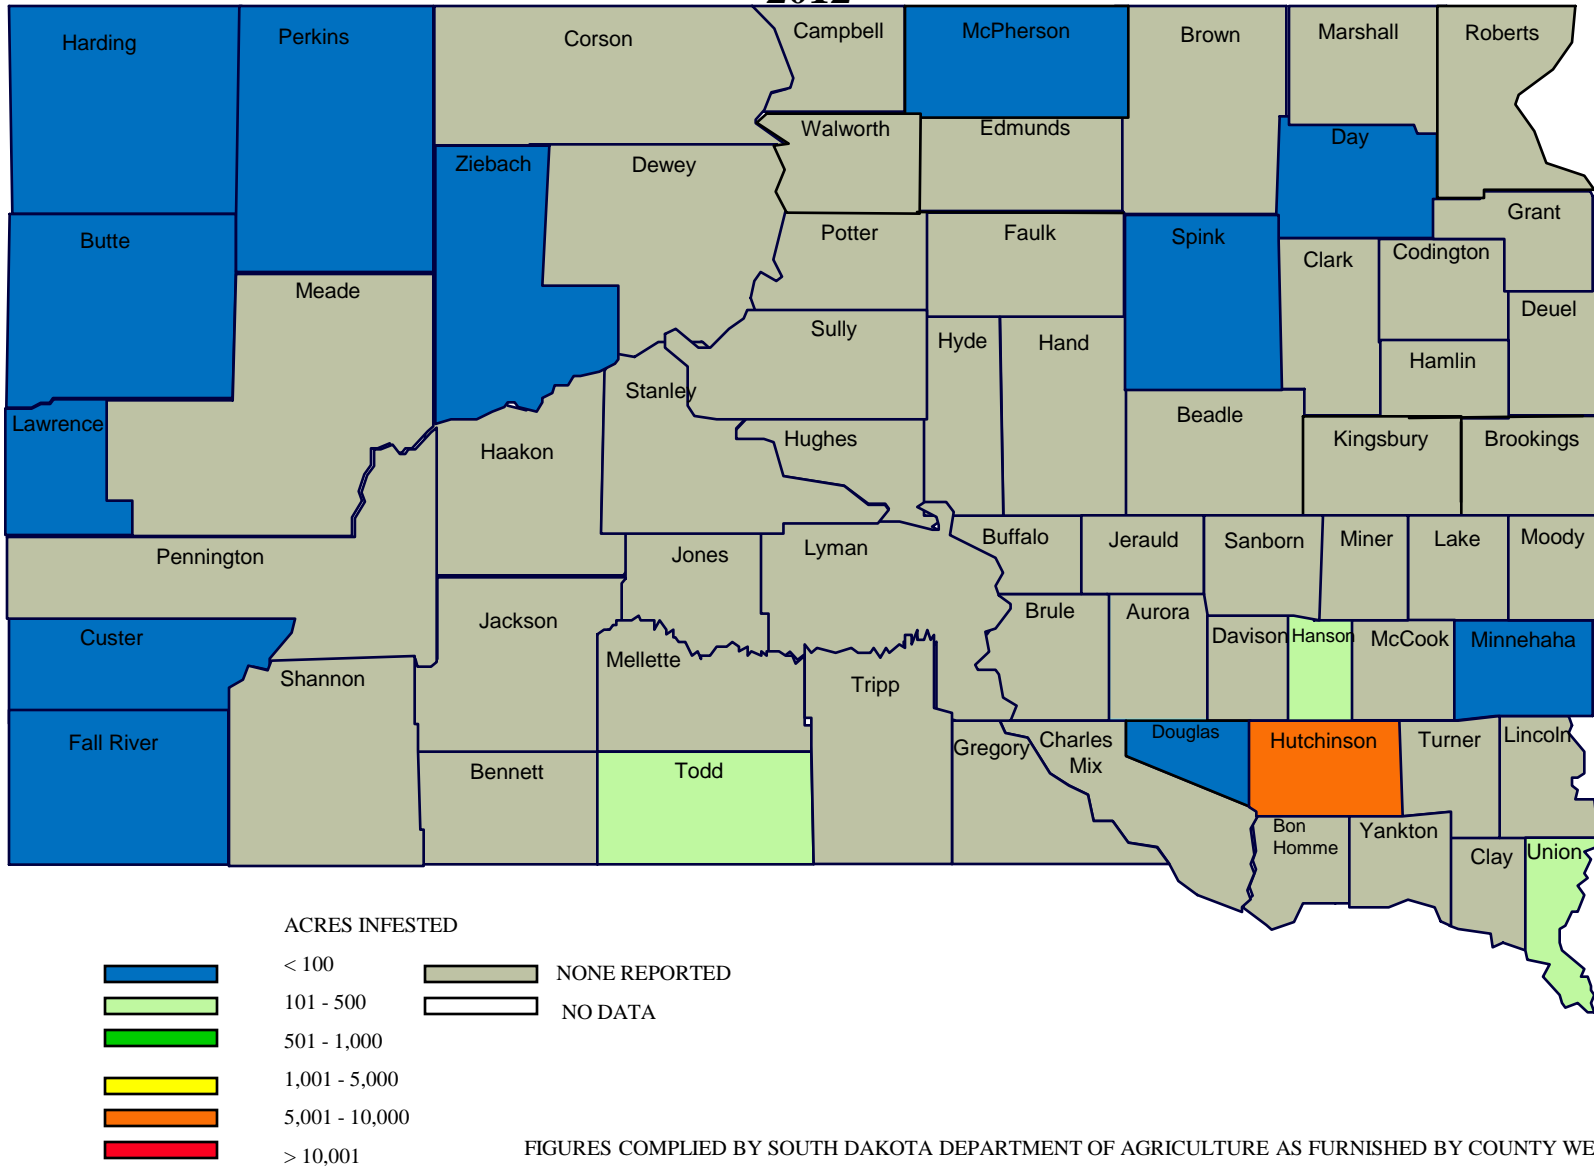 2012
Harding
Perkins
Corson
Campbell
McPherson
Brown
Marshall
Roberts
Walworth
Edmunds
Day
Ziebach
Dewey
Grant
Butte
Potter
Faulk
Spink
Clark
Codington
Meade
Deuel
Sully
Hyde
Hand
Hamlin
Stanley
Lawrence
Beadle
Haakon
Hughes
Kingsbury
Brookings
Pennington
Jones
Lyman
Buffalo
Jerauld
Sanborn
Miner
Lake
Moody
Custer
Jackson
Brule
Aurora
Davison
Hanson
McCook
Minnehaha
Mellette
Shannon
Tripp
Fall River
Gregory
Charles
Mix
Douglas
Hutchinson
Turner
Lincoln
Bennett
Todd
Bon
Homme
Yankton
Clay
Union
ACRES INFESTED
< 100
NONE REPORTED
101 - 500
NO DATA
501 - 1,000
1,001 - 5,000
5,001 - 10,000
> 10,001
FIGURES COMPLIED BY SOUTH DAKOTA DEPARTMENT OF AGRICULTURE AS FURNISHED BY COUNTY WE